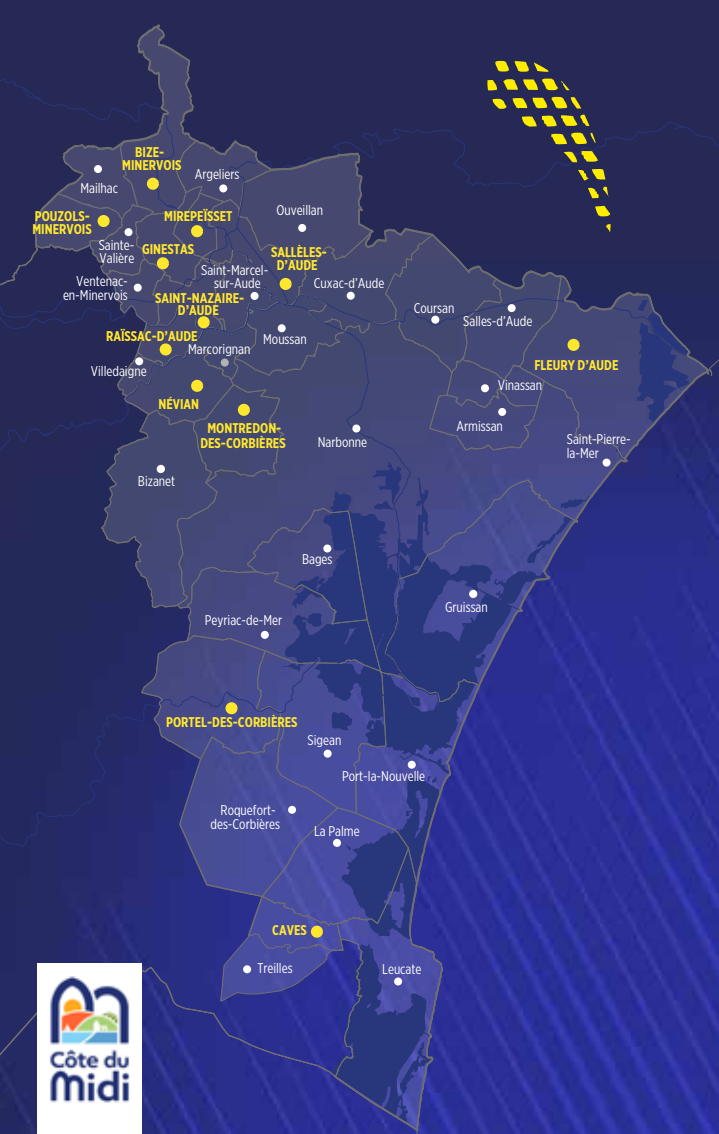 BIZE-
MINERVOIS
Argeliers
Mailhac
Ouveillan
POUZOLS-
MINERVOIS
MIREPEÏSSET
Sainte-
Valière
GINESTAS
SALLÈLES-
D'AUDE
Saint-Marcel-
sur-Aude
Ventenac-
en-Minervois
Cuxac-d'Aude
SAINT-NAZAIRE-
D'AUDE
Coursan
Salles-d'Aude
RAÏSSAC-D'AUDE
Moussan
Marcorignan
Villedaigne
FLEURY D'AUDE
Vinassan
NÉVIAN
MONTREDON-
DES-CORBIÈRES
Armissan
Narbonne
Saint-Pierre-
la-Mer
Bizanet
Bages
Gruissan
Peyriac-de-Mer
PORTEL-DES-CORBIÈRES
Sigean
Port-la-Nouvelle
Roquefort-
des-Corbières
La Palme
CAVES
Treilles
Leucate
Côte du
Midi